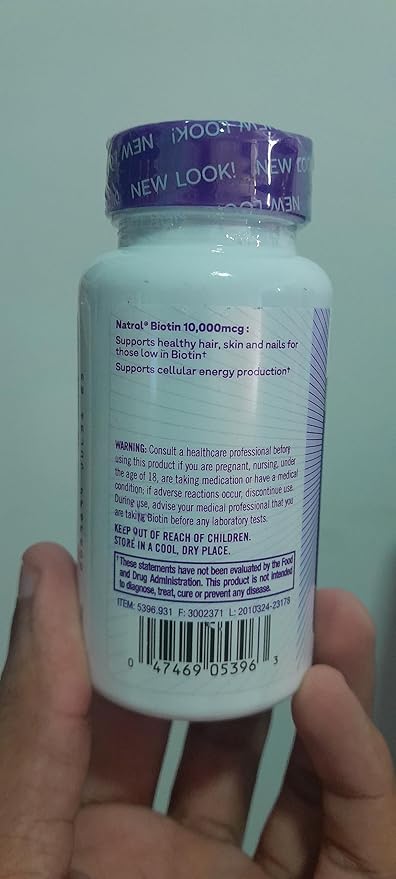 NEW LOOK!
NEW LOOK!
NEW
NEW LOOK!
Natrol® Biotin 10,000mcg:
Supports healthy hair, skin and nails for
those low in Biotin†
Supports cellular energy production†
WARNING: Consult a healthcare professional before
using this product if you are pregnant, nursing, under
the age of 18, are taking medication or have a medical
condition; if adverse reactions occur, discontinue use.
During use, advise your medical professional that you
are taking Biotin before any laboratory tests.
KEEP OUT OF REACH OF CHILDREN.
STORE IN A COOL, DRY PLACE.
†These statements have not been evaluated by the Food
and Drug Administration. This product is not intended
to diagnose, treat, cure or prevent any disease.
ITEM: 5396.931 F: 3002371 L: 2010324-23178
0 47469 05396 3